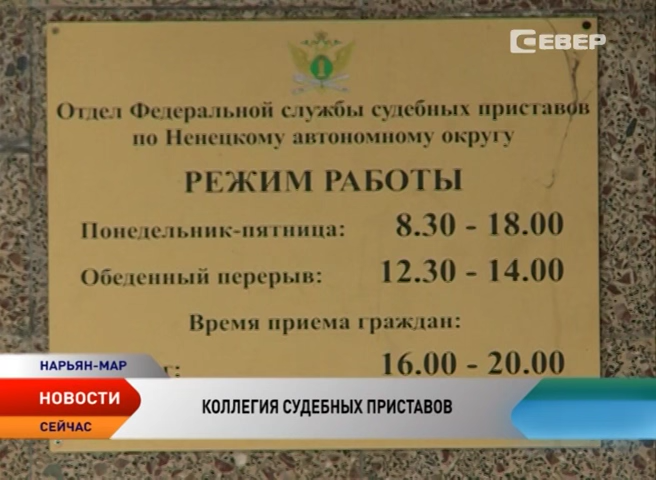 СЕВЕР
Отдел Федеральной службы судебных приставов
по Ненецкому автономному округу
РЕЖИМ РАБОТЫ
Понедельник-пятница: 8.30 - 18.00
Обеденный перерыв: 12.30 - 14.00
Время приема граждан:
г: 16.00 - 20.00
НАРЬЯН-МАР
НОВОСТИ
КОЛЛЕГИЯ СУДЕБНЫХ ПРИСТАВОВ
СЕЙЧАС